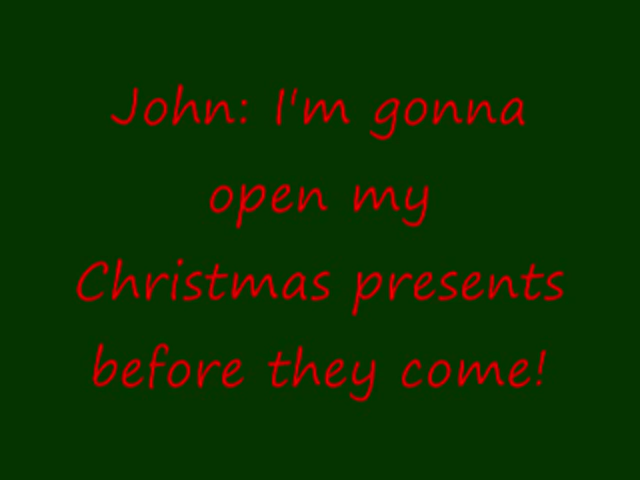 John: I'm gonna
open my
Christmas presents
before they come!